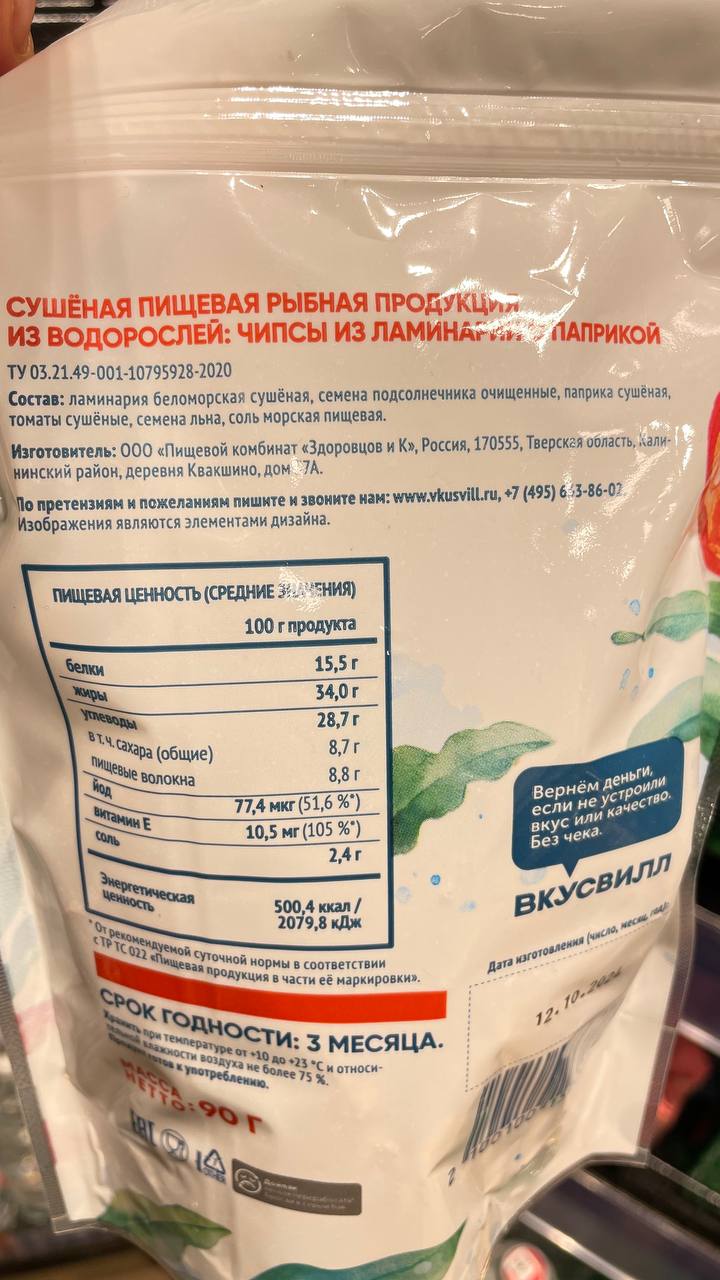 СУШЁНАЯ ПИЩЕВАЯ РЫБНАЯ ПРОДУКЦИЯ
ИЗ ВОДОРОСЛЕЙ: ЧИПСЫ ИЗ ЛАМИНАРИИ С ПАПРИКОЙ
ТУ 03.21.49-001-10795928-2020
Состав: ламинария беломорская сушёная, семена подсолнечника очищенные, паприка сушёная,
томаты сушёные, семена льна, соль морская пищевая.
Изготовитель: ООО «Пищевой комбинат «Здоровцов и К», Россия, 170555, Тверская область, Кали-
нинский район, деревня Квакшино, дом 7А.
По претензиям и пожеланиям пишите и звоните нам: www.vkusvill.ru, +7 (495)
Изображения являются элементами дизайна.
ПИЩЕВАЯ ЦЕННОСТЬ (СРЕДНИЕ ЗНАЧЕНИЯ)
100 г продукта
белки 15,5 г
жиры 34,0 г
углеводы 28,7 г
в т.ч. сахара (общие) 8,7 г
пищевые волокна 8,8 г
йод 77,4 мкг (51,6 %*)
витамин Е 10,5 мг (105 %*)
соль 2,4 г
Энергетическая ценность 500,4 ккал /
2079,8 кДж
* От рекомендуемой суточной нормы в соответствии
с ТР ТС 022 «Пищевая продукция в части её маркировки».
СРОК ГОДНОСТИ: 3 МЕСЯЦА.
Хранить при температуре от +10 до +23 °С и относи-
тельной влажности воздуха не более 75 %.
Продукт готов к употреблению.
МАССА
НЕТТО: 90 Г
EAC
Вернём деньги,
если не устроили
вкус или качество.
Без чека.
ВКУСВИЛЛ
Дата изготовления (число, месяц, год):
12.10.2024